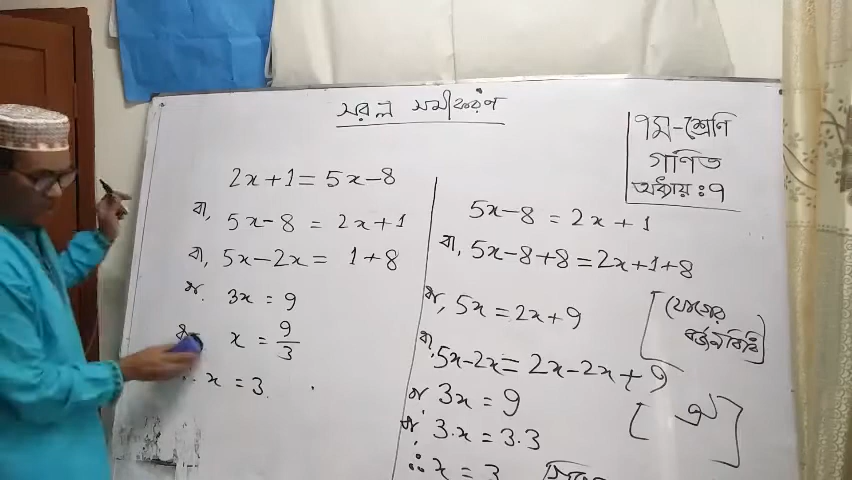 সরল সমীকরণ
৭ম-শ্রেণি
গণিত
অধ্যায় : ৭
2x+1 = 5x-8
বা, 5x-8 = 2x+1
বা, 5x-2x = 1+8
বা, 3x = 9
বা, x = 9/3
∴ x = 3.
5x-8 = 2x+1
বা, 5x-8+8 = 2x+1+8
[যোগের
বর্জনবিধি]
বা, 5x = 2x+9
বা, 5x-2x = 2x-2x+9
বা, 3x = 9
[ ঐ ]
বা, 3.x = 3.3
∴ x = 3